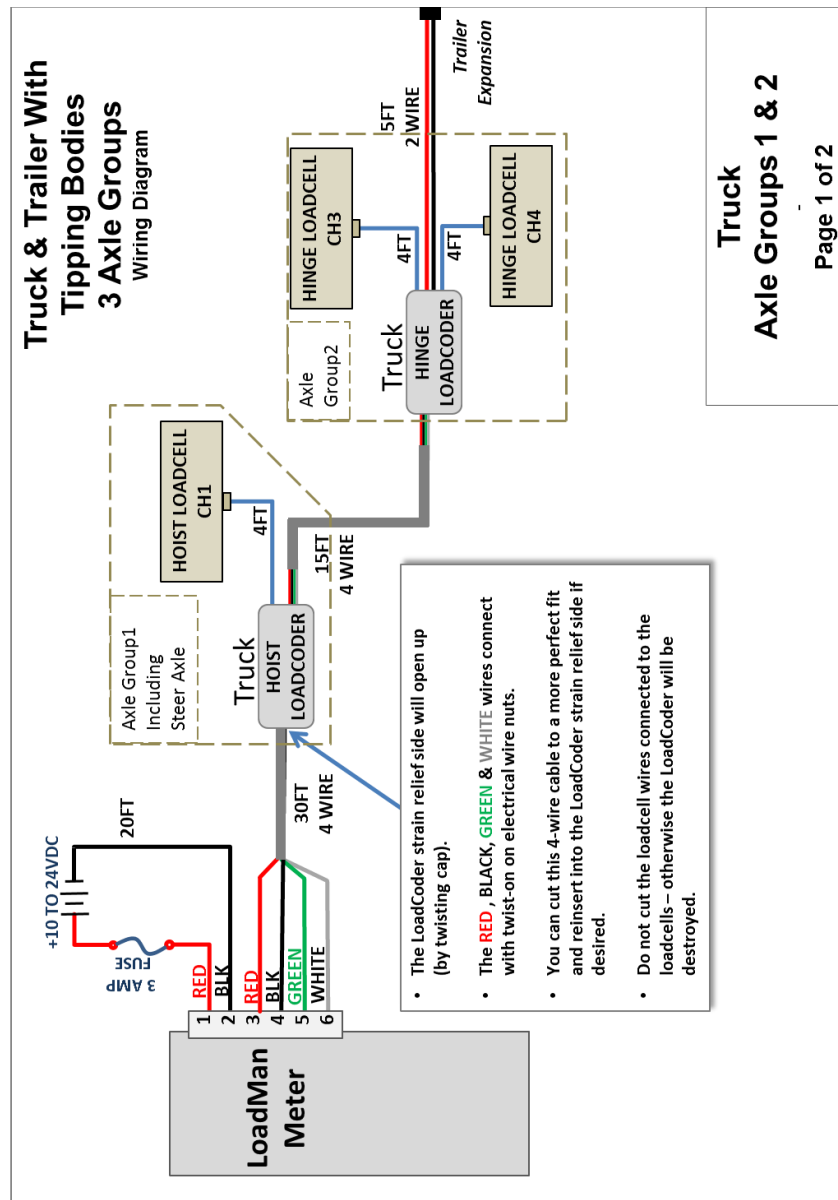 Truck & Trailer With
Tipping Bodies
3 Axle Groups
Wiring Diagram
+10 TO 24VDC
20FT
3 AMP
FUSE
RED
BLK
RED
BLK
GREEN
WHITE
1
2
3
4
5
6
LoadMan
Meter
30FT
4 WIRE
Axle Group1
Including
Steer Axle
HOIST LOADCELL
CH1
4FT
Truck
HOIST
LOADCODER
15FT
4 WIRE
Axle
Group2
HINGE LOADCELL
CH3
4FT
Truck
HINGE
LOADCODER
4FT
HINGE LOADCELL
CH4
5FT
2 WIRE
Trailer
Expansion
• The LoadCoder strain relief side will open up
(by twisting cap).
• The RED , BLACK, GREEN & WHITE wires connect
with twist-on on electrical wire nuts.
• You can cut this 4-wire cable to a more perfect fit
and reinsert into the LoadCoder strain relief side if
desired.
• Do not cut the loadcell wires connected to the
loadcells – otherwise the LoadCoder will be
destroyed.
Truck
Axle Groups 1 & 2
-
Page 1 of 2